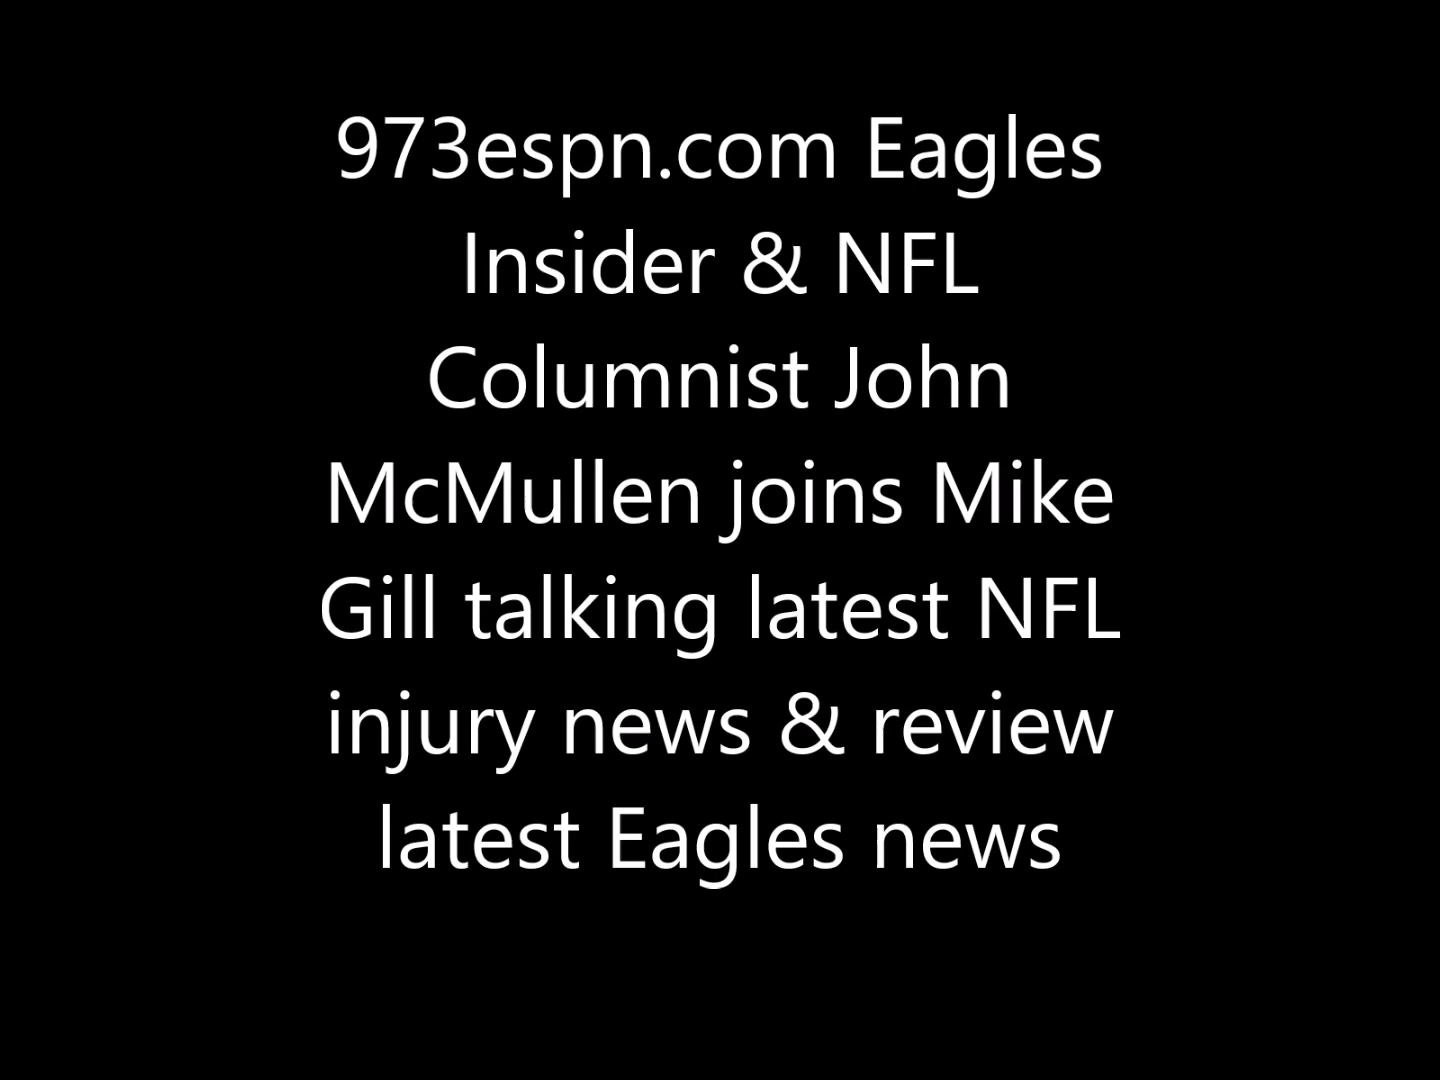 973espn.com Eagles
Insider & NFL
Columnist John
McMullen joins Mike
Gill talking latest NFL
injury news & review
latest Eagles news